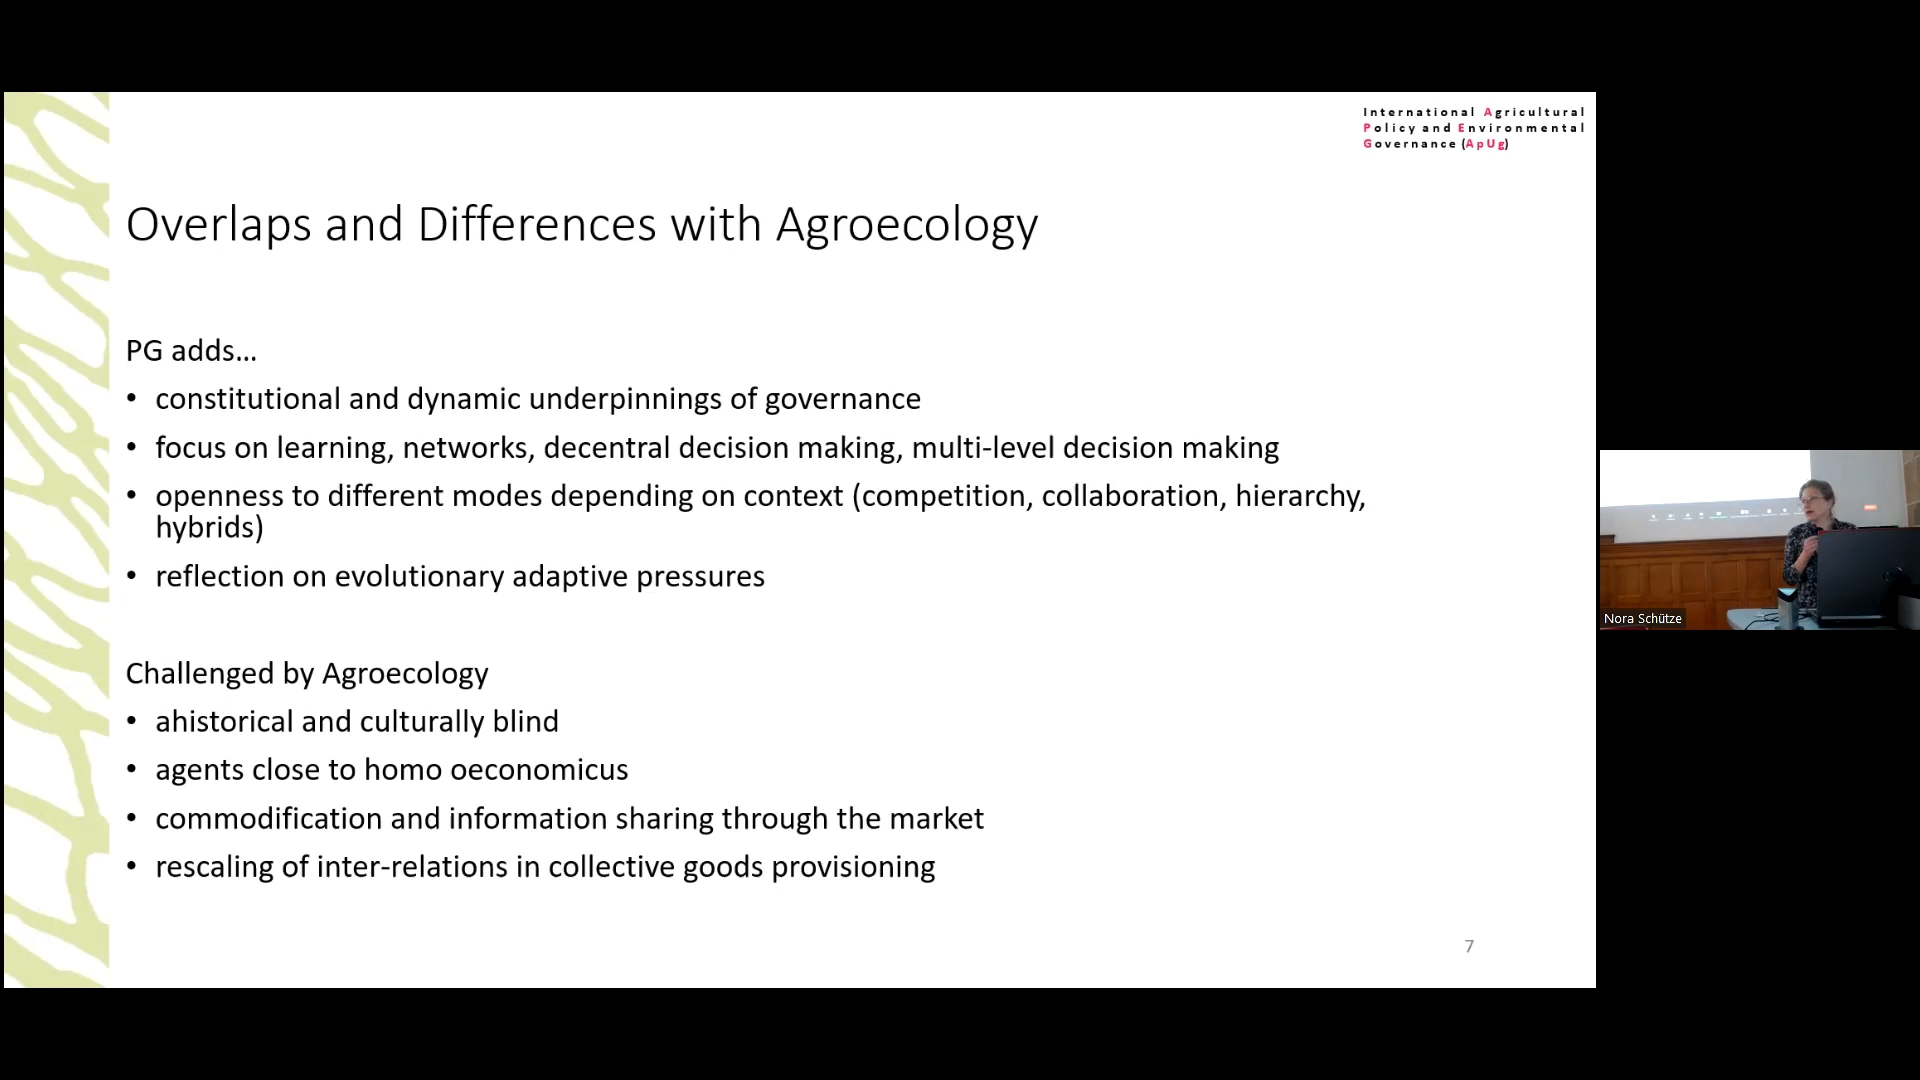 International Agricultural
Policy and Environmental
Governance (ApUg)
Overlaps and Differences with Agroecology
PG adds...
• constitutional and dynamic underpinnings of governance
• focus on learning, networks, decentral decision making, multi-level decision making
• openness to different modes depending on context (competition, collaboration, hierarchy,
hybrids)
• reflection on evolutionary adaptive pressures
Challenged by Agroecology
• ahistorical and culturally blind
• agents close to homo oeconomicus
• commodification and information sharing through the market
• rescaling of inter-relations in collective goods provisioning
7
Nora Schütze